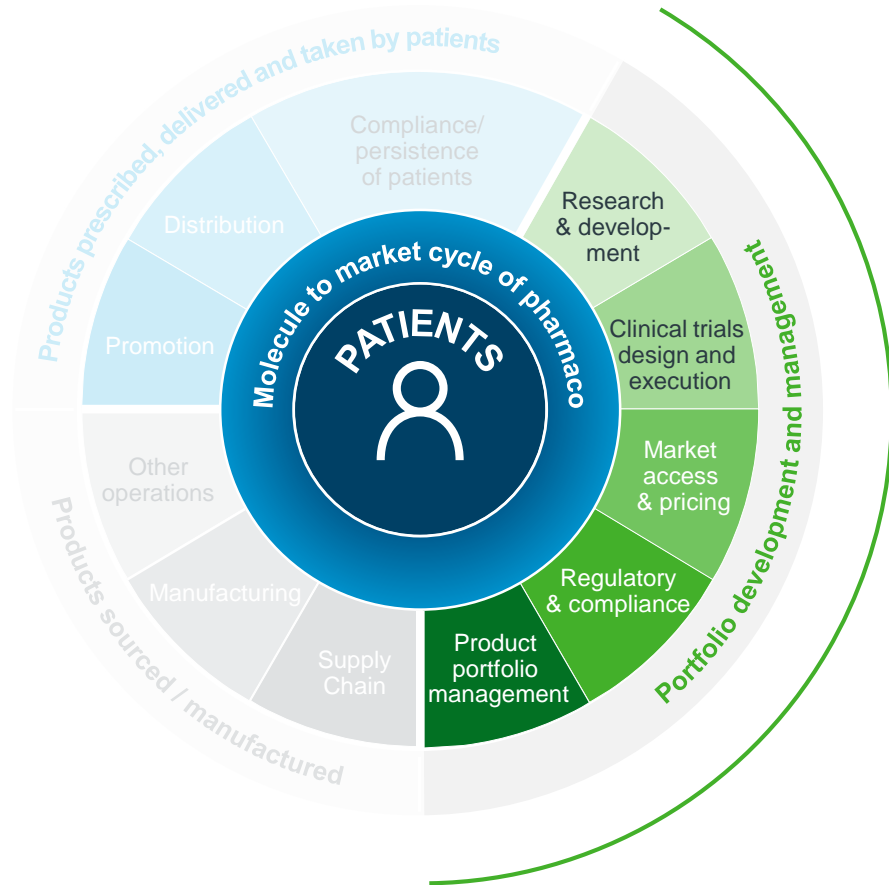 Products prescribed, delivered and taken by patients
Compliance/
persistence
of patients
Distribution
Promotion
Research
& develop-
ment
Clinical trials
design and
execution
Market
access
& pricing
Regulatory
& compliance
Product
portfolio
management
Portfolio development and management
Molecule to market cycle of pharmaco
PATIENTS
Other
operations
Manufacturing
Supply
Chain
Products sourced / manufactured